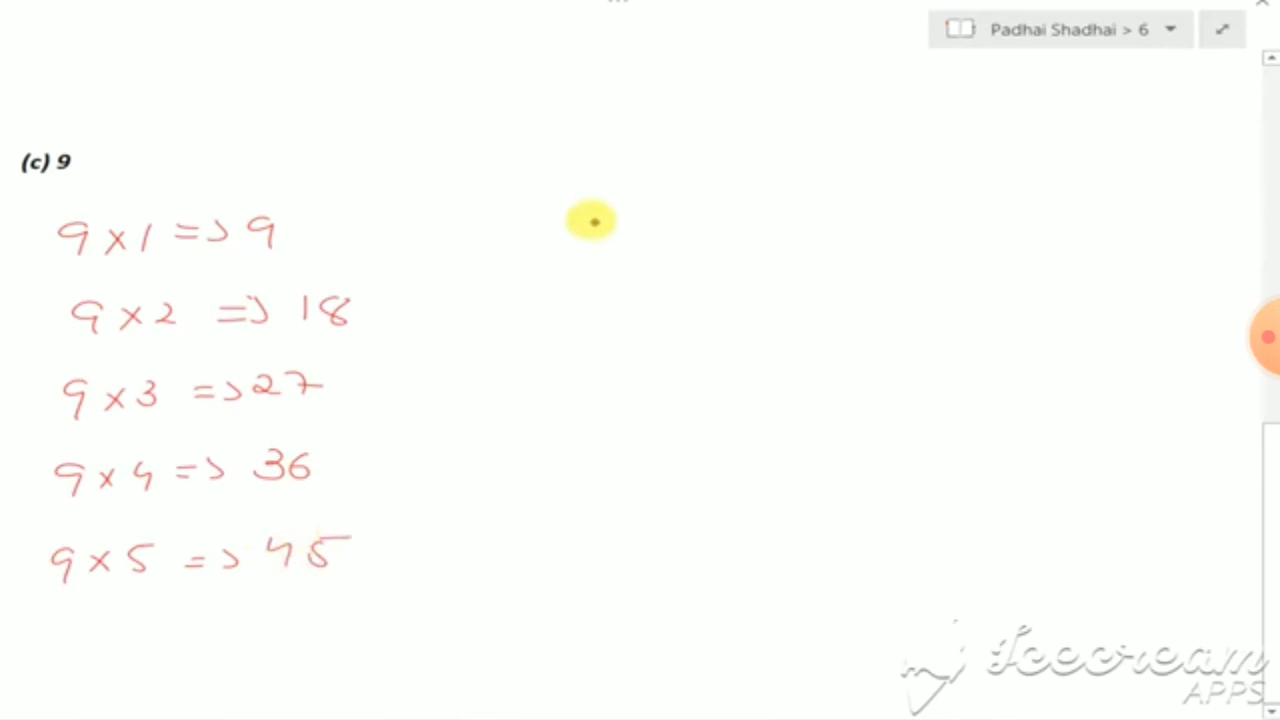 Padhai Shadhai > 6
(c) 9
9 x 1 => 9
9 x 2 => 18
9 x 3 => 27
9 x 4 => 36
9 x 5 => 45
Icecream
APPS